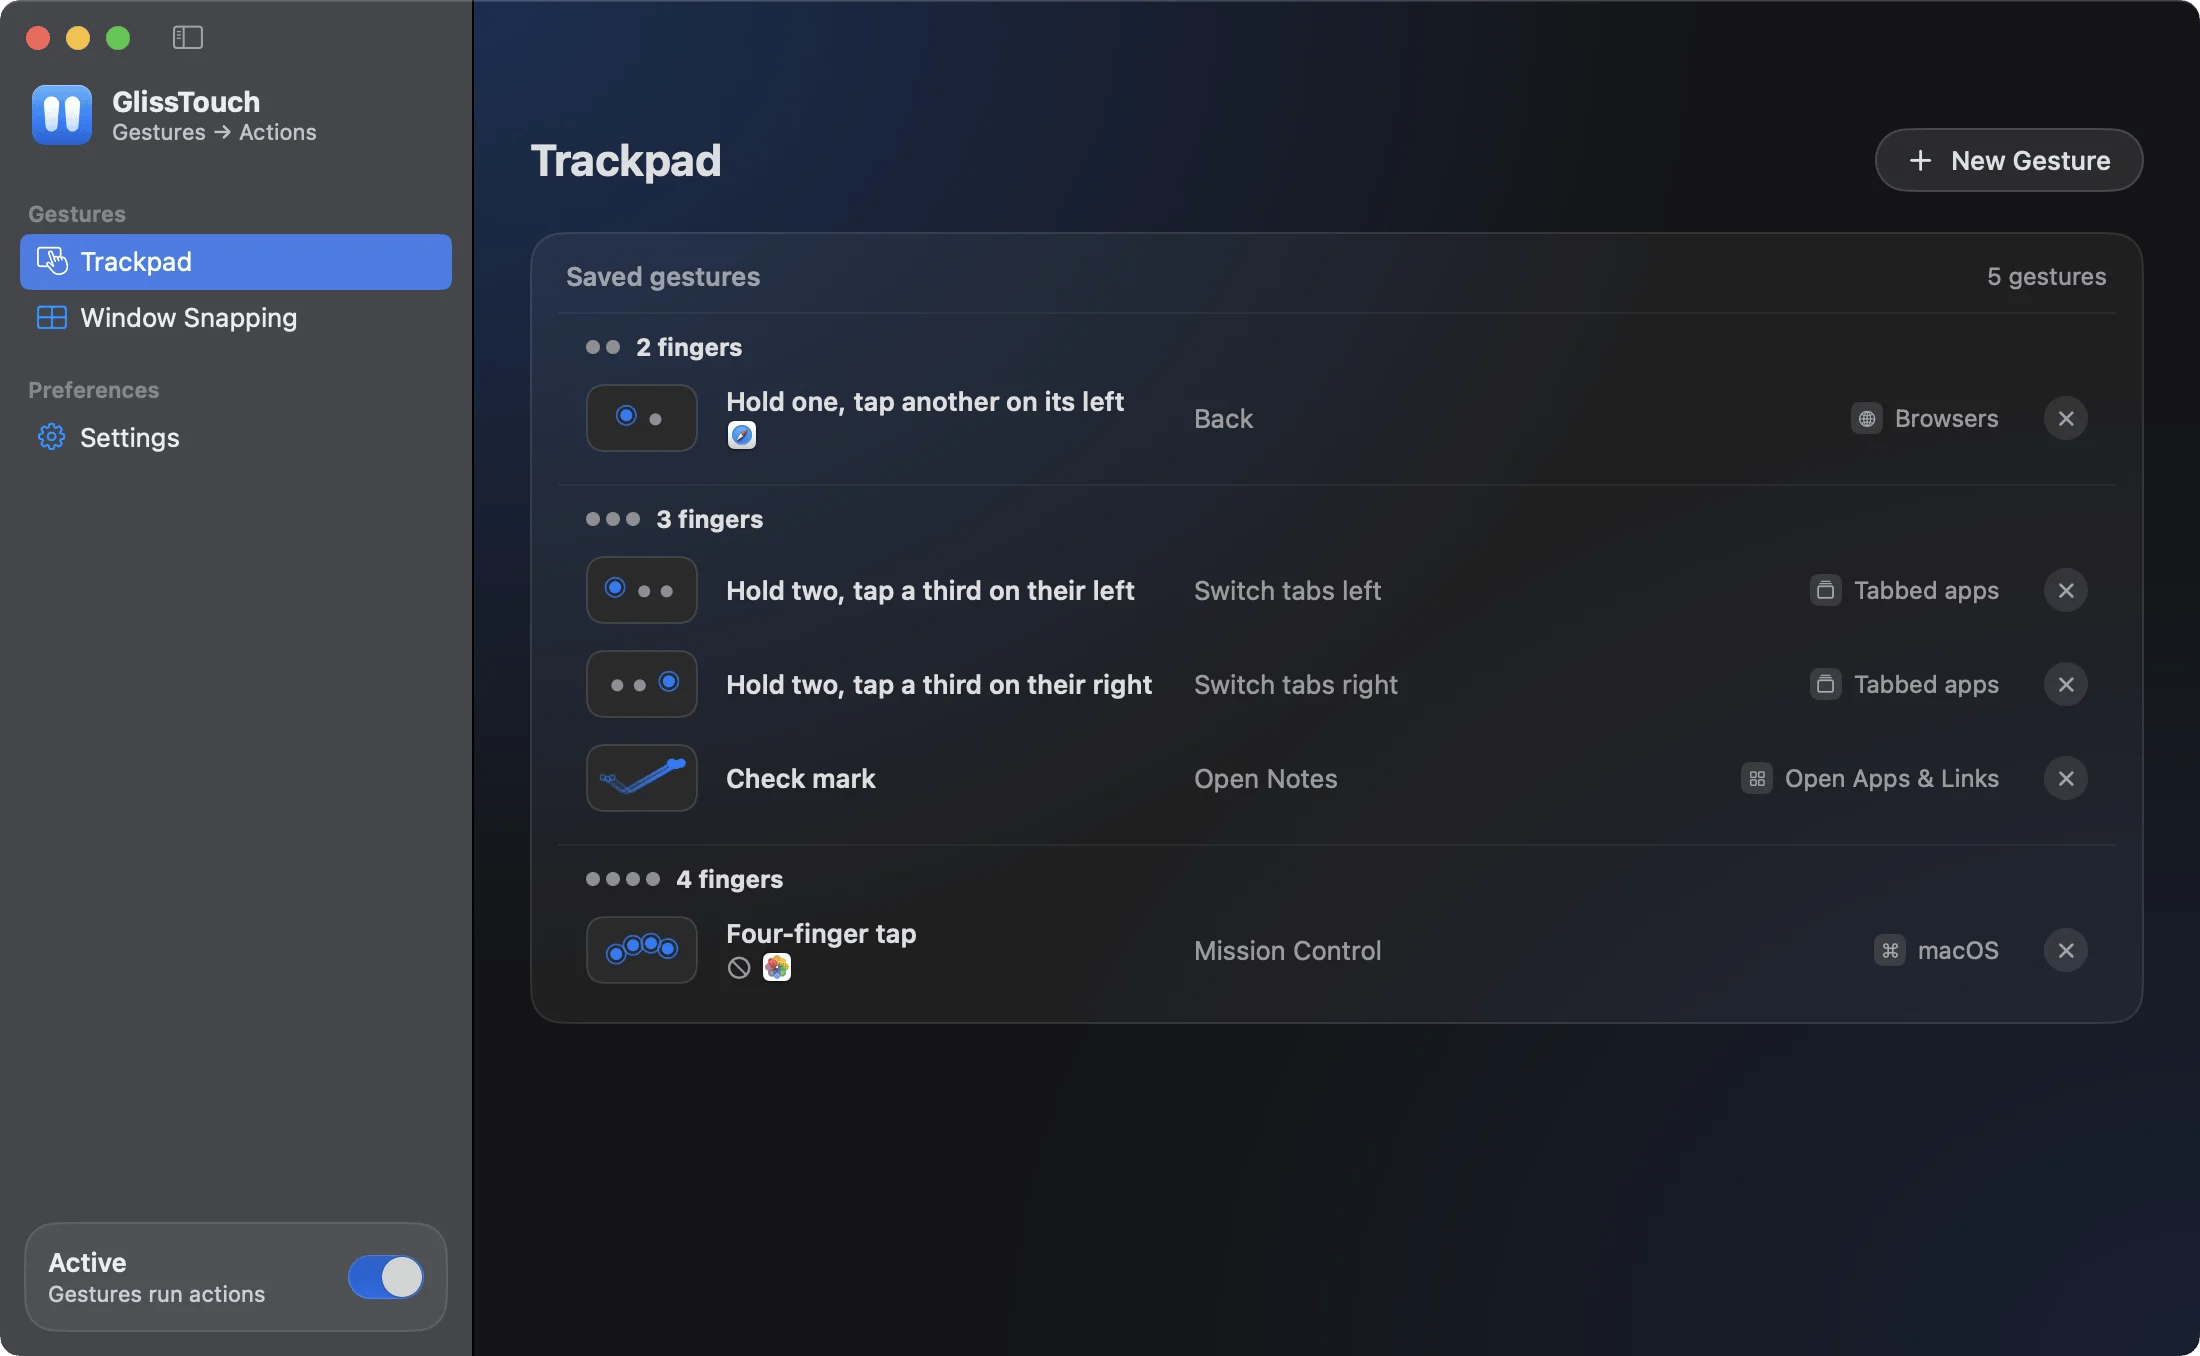 GlissTouch
Gestures → Actions
Gestures
Trackpad
Window Snapping
Preferences
Settings
Active
Gestures run actions
Trackpad
+ New Gesture
Saved gestures
5 gestures
2 fingers
Hold one, tap another on its left
Back
Browsers
3 fingers
Hold two, tap a third on their left
Switch tabs left
Tabbed apps
Hold two, tap a third on their right
Switch tabs right
Tabbed apps
Check mark
Open Notes
Open Apps & Links
4 fingers
Four-finger tap
Mission Control
macOS